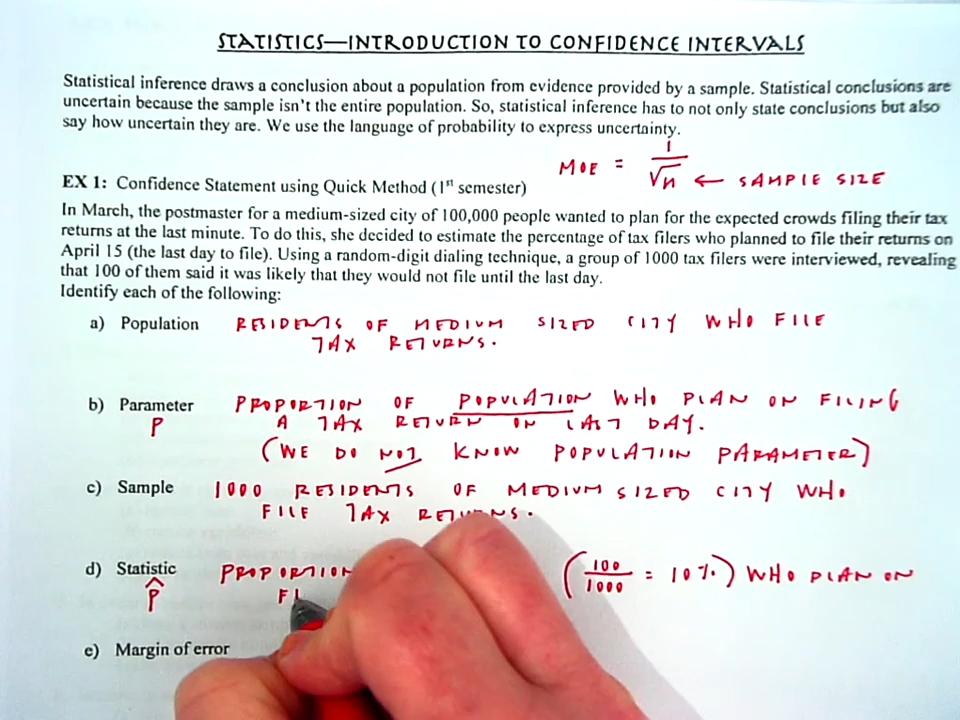 STATISTICS—INTRODUCTION TO CONFIDENCE INTERVALS
Statistical inference draws a conclusion about a population from evidence provided by a sample. Statistical conclusions are
uncertain because the sample isn't the entire population. So, statistical inference has to not only state conclusions but also
say how uncertain they are. We use the language of probability to express uncertainty.
MOE = 1/√n ← SAMPLE SIZE
EX 1: Confidence Statement using Quick Method (1st semester)
In March, the postmaster for a medium-sized city of 100,000 people wanted to plan for the expected crowds filing their tax
returns at the last minute. To do this, she decided to estimate the percentage of tax filers who planned to file their returns on
April 15 (the last day to file). Using a random-digit dialing technique, a group of 1000 tax filers were interviewed, revealing
that 100 of them said it was likely that they would not file until the last day.
Identify each of the following:
a) Population RESIDENTS OF MEDIUM SIZED CITY WHO FILE
TAX RETURNS.
b) Parameter PROPORTION OF POPULATION WHO PLAN ON FILING
P A TAX RETURN ON LAST DAY.
(WE DO NOT KNOW POPULATION PARAMETER)
c) Sample 1000 RESIDENTS OF MEDIUM SIZED CITY WHO
FILE TAX RETURNS.
d) Statistic PROPORTION (100/1000 = 10%) WHO PLAN ON
p̂ FI
e) Margin of error